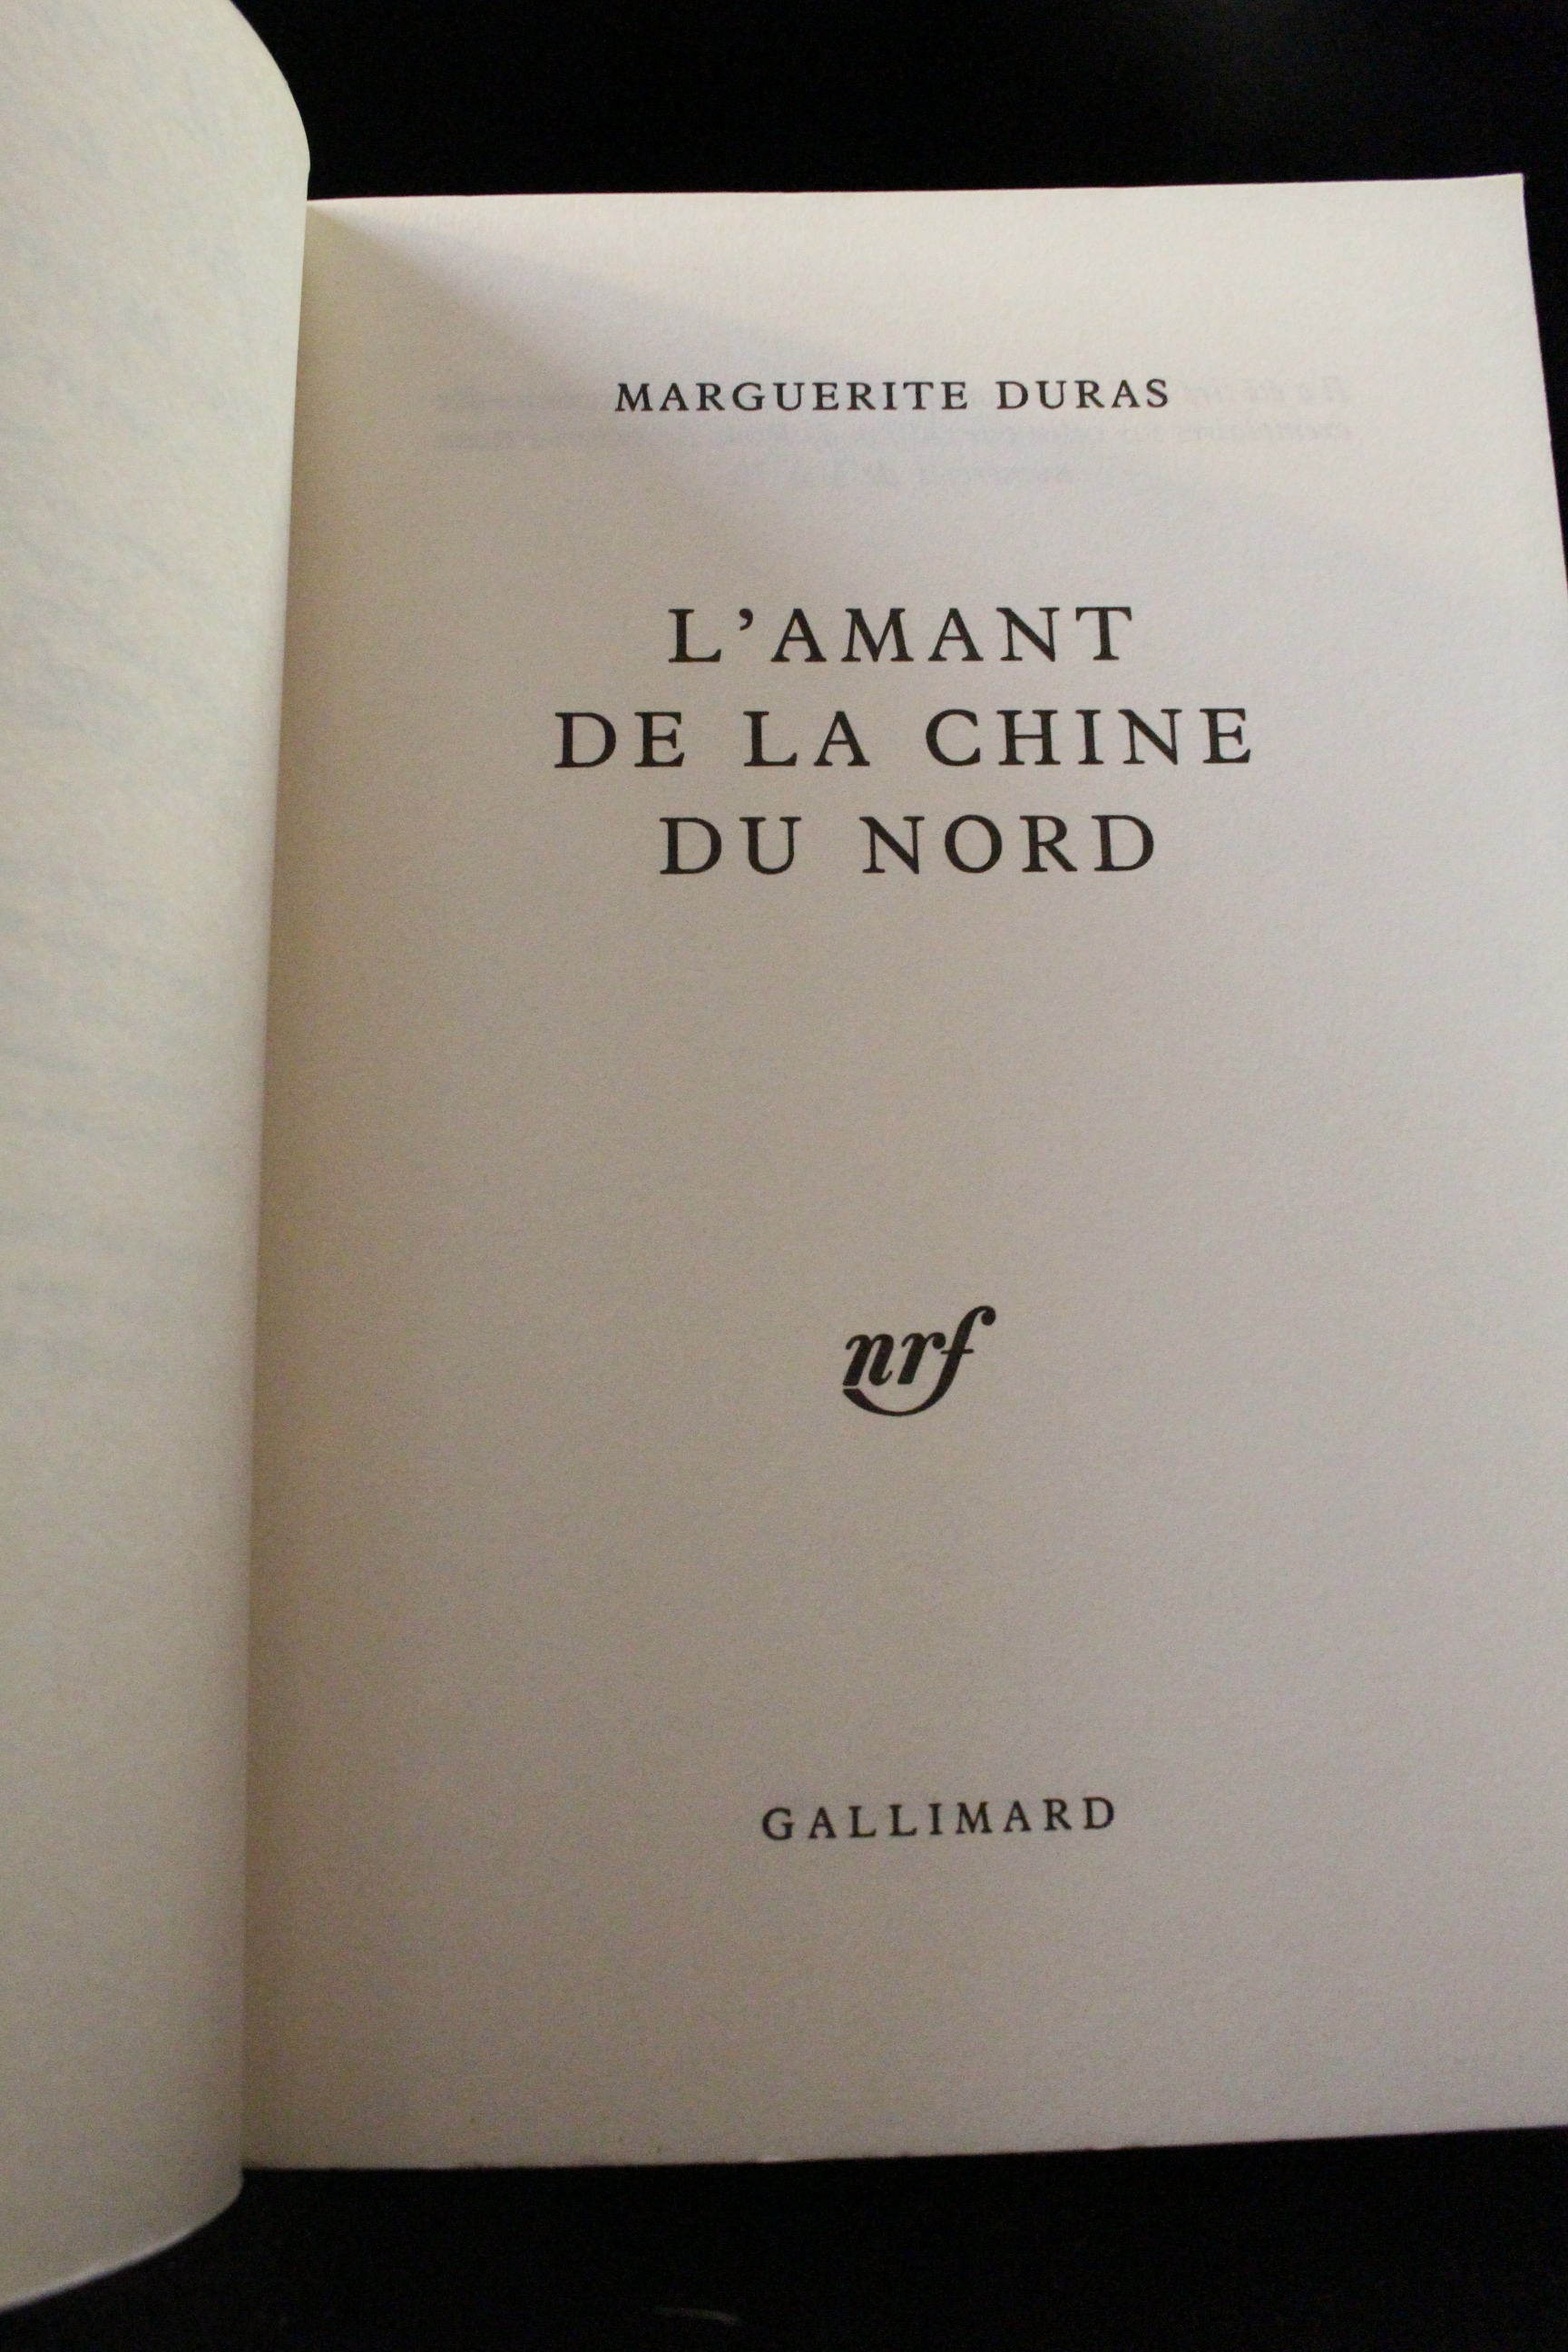 MARGUERITE DURAS
L’AMANT
DE LA CHINE
DU NORD
nrf
GALLIMARD